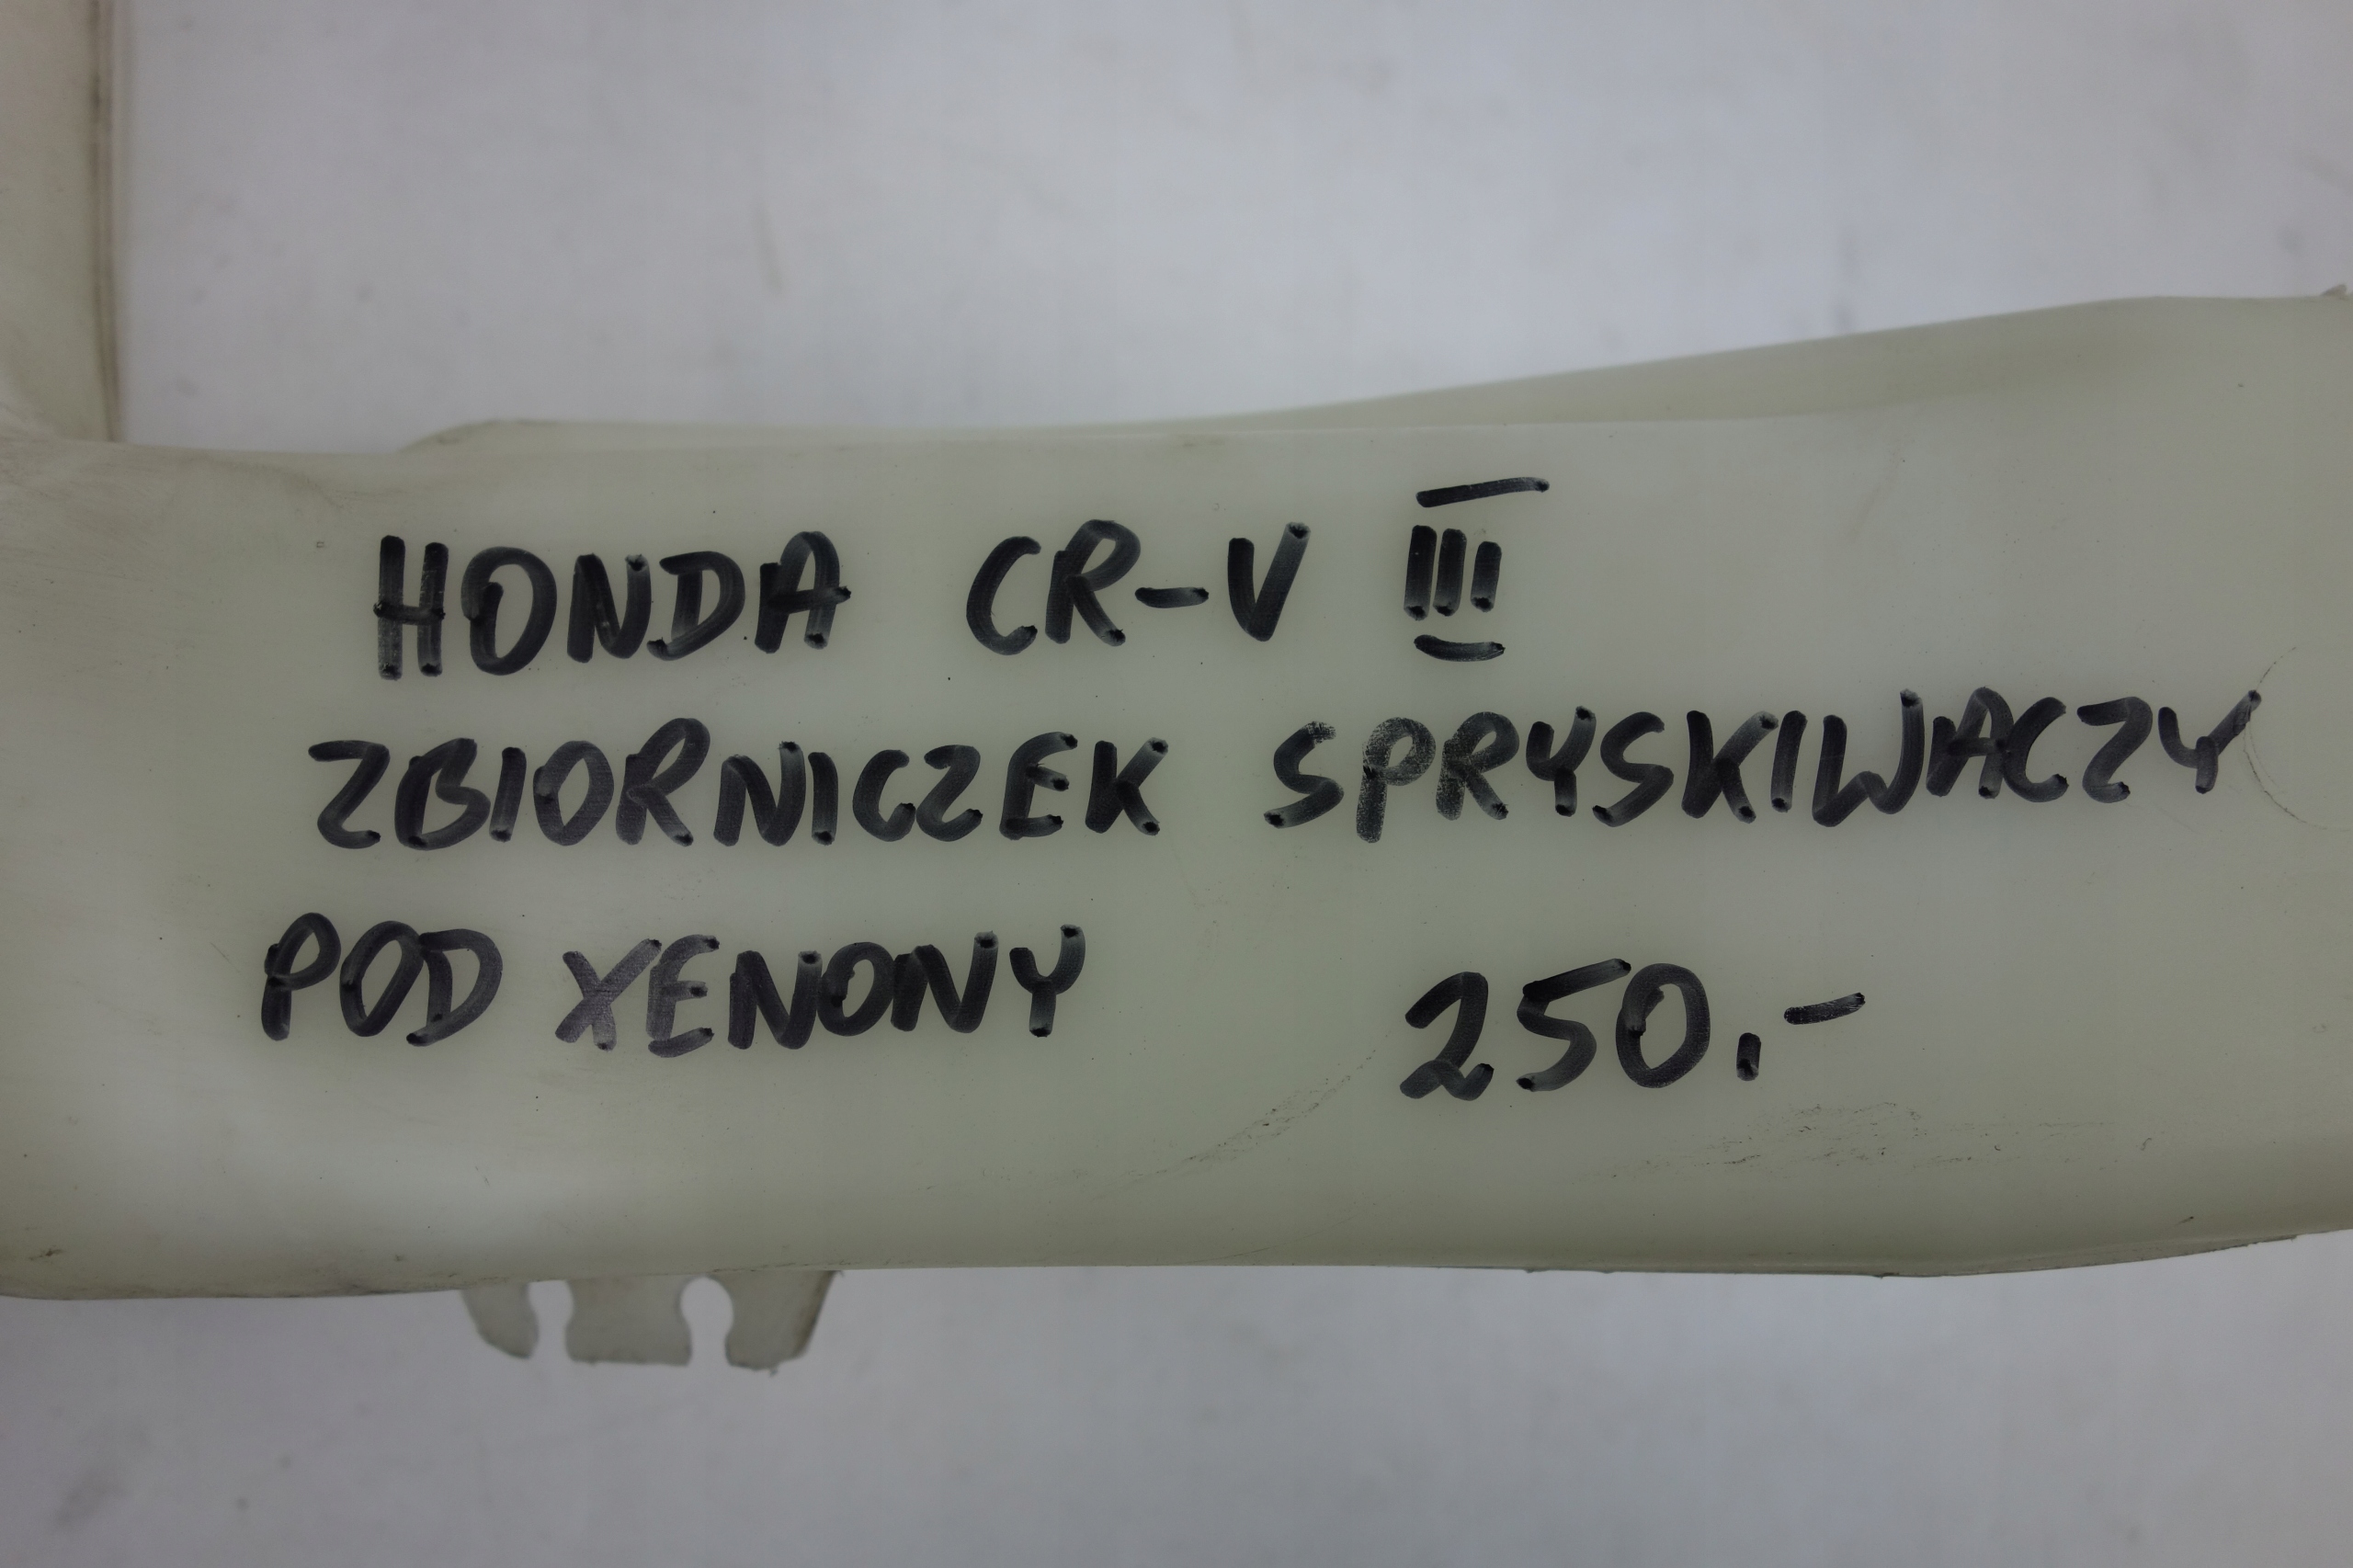 HONDA CR-V III
ZBIORNICZEK SPRYSKIWACZY
POD XENONY 250.-